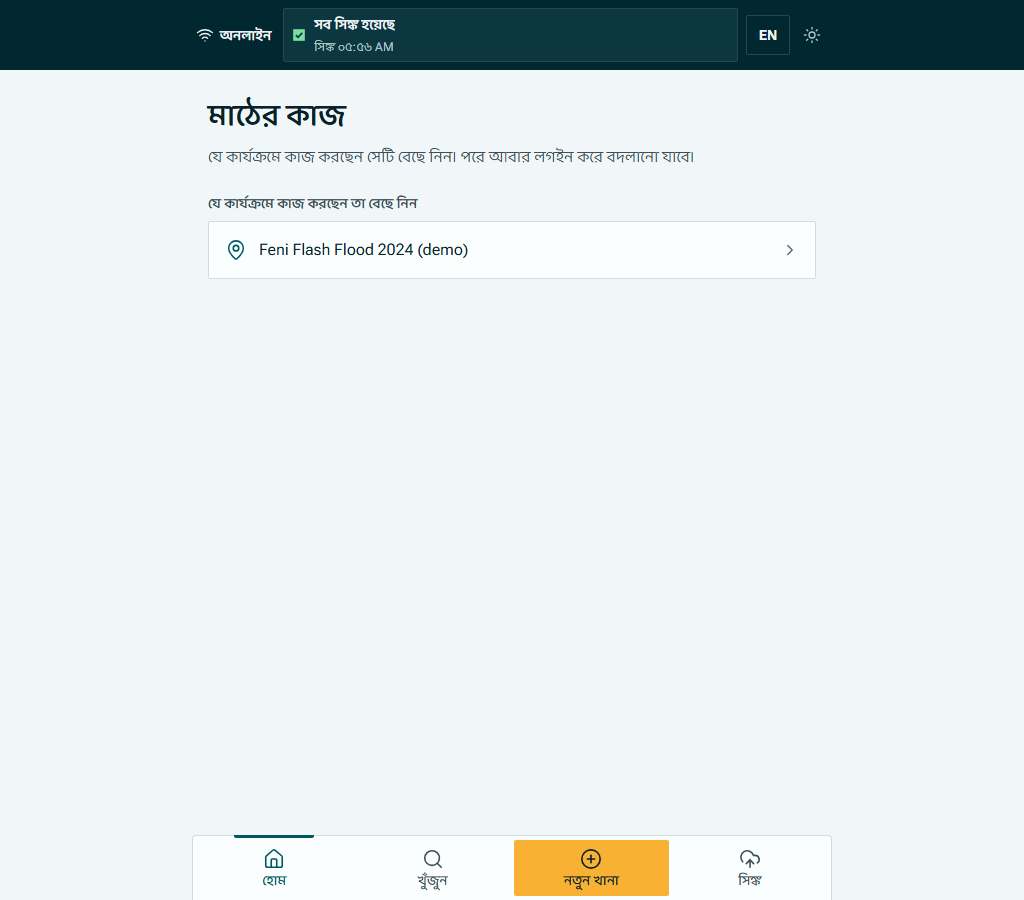 অনলাইন
সব সিঙ্ক হয়েছে
সিঙ্ক ০৫:৫৬ AM
EN
মাঠের কাজ
যে কার্যক্রমে কাজ করছেন সেটি বেছে নিন। পরে আবার লগইন করে বদলানো যাবে।
যে কার্যক্রমে কাজ করছেন তা বেছে নিন
Feni Flash Flood 2024 (demo)
হোম
খুঁজুন
নতুন খানা
সিঙ্ক